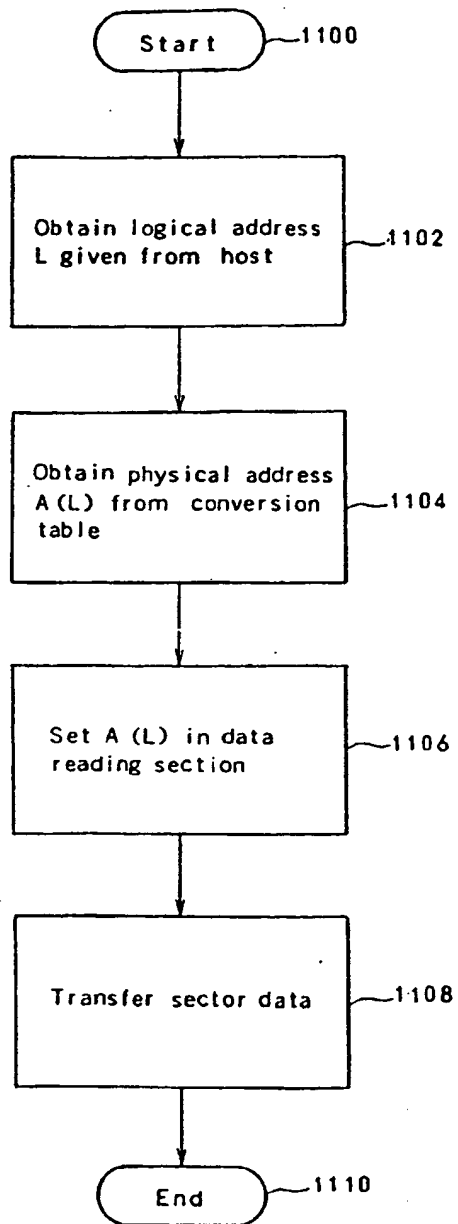 Start
1100
Obtain logical address
L given from host
1102
Obtain physical address
A(L) from conversion
table
1104
Set A(L) in data
reading section
1106
Transfer sector data
1108
End
1110